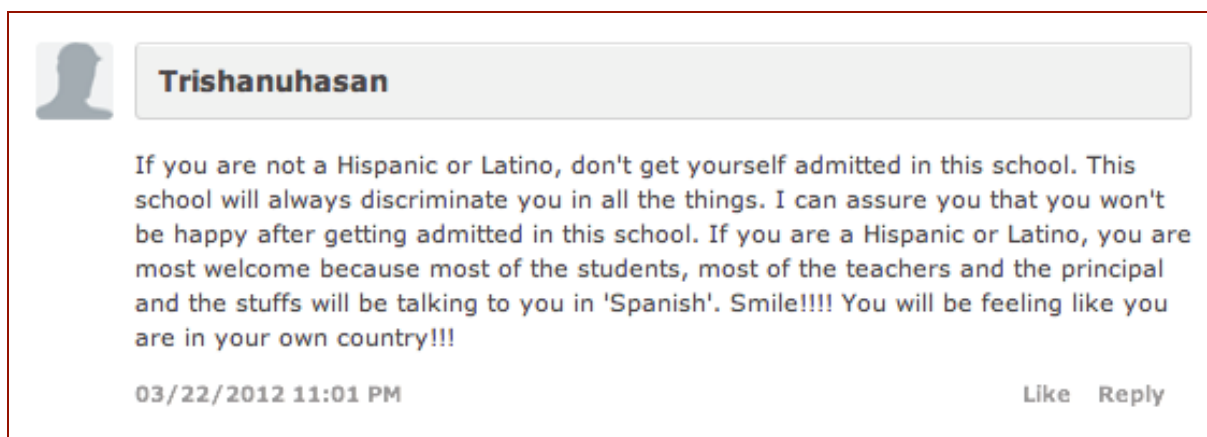 Trishanuhasan
If you are not a Hispanic or Latino, don't get yourself admitted in this school. This
school will always discriminate you in all the things. I can assure you that you won't
be happy after getting admitted in this school. If you are a Hispanic or Latino, you are
most welcome because most of the students, most of the teachers and the principal
and the stuffs will be talking to you in 'Spanish'. Smile!!!! You will be feeling like you
are in your own country!!!
03/22/2012 11:01 PM Like Reply